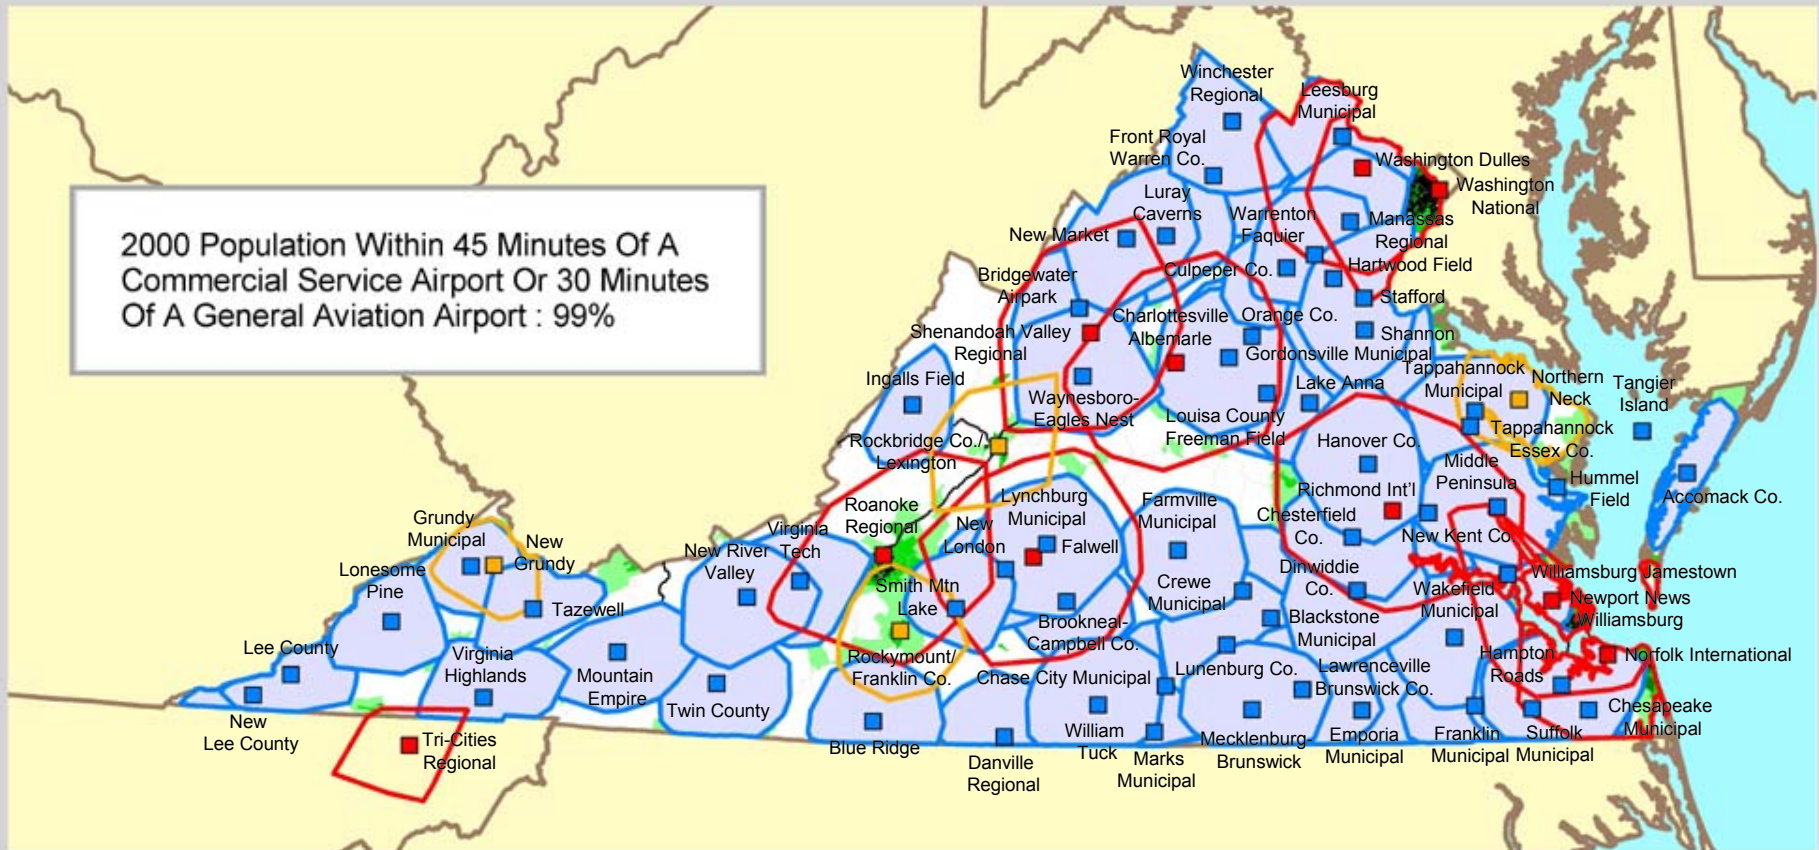 2000 Population Within 45 Minutes Of A
Commercial Service Airport Or 30 Minutes
Of A General Aviation Airport : 99%
Winchester
Regional
Leesburg
Municipal
Front Royal
Warren Co.
Washington Dulles
Washington
National
Luray
Caverns
Warrenton
Faquier
Manassas
Regional
New Market
Hartwood Field
Culpeper Co.
Bridgewater
Airpark
Stafford
Charlottesville
Albemarle
Orange Co.
Shannon
Shenandoah Valley
Regional
Gordonsville Municipal
Tappahannock
Municipal
Northern
Neck
Tangier
Island
Ingalls Field
Lake Anna
Waynesboro-
Eagles Nest
Louisa County
Freeman Field
Tappahannock
Essex Co.
Hanover Co.
Rockbridge Co./
Lexington
Middle
Peninsula
Hummel
Field
Accomack Co.
Richmond Int'l
Lynchburg
Municipal
Farmville
Municipal
Roanoke
Regional
Chesterfield
Co.
New Kent Co.
Grundy
Municipal
New
Grundy
Virginia
Tech
New
London
Falwell
New River
Valley
Lonesome
Pine
Smith Mtn
Lake
Crewe
Municipal
Dinwiddie
Co.
Wakefield
Municipal
Williamsburg Jamestown
Newport News
Williamsburg
Tazewell
Brookneal-
Campbell Co.
Blackstone
Municipal
Lee County
Virginia
Highlands
Mountain
Empire
Rockymount/
Franklin Co.
Chase City Municipal
Lunenburg Co.
Lawrenceville
Brunswick Co.
Hampton
Roads
Norfolk International
New
Lee County
Twin County
Tri-Cities
Regional
Blue Ridge
Danville
Regional
William
Tuck
Marks
Municipal
Mecklenburg-
Brunswick
Emporia
Municipal
Franklin
Municipal
Suffolk
Municipal
Chesapeake
Municipal